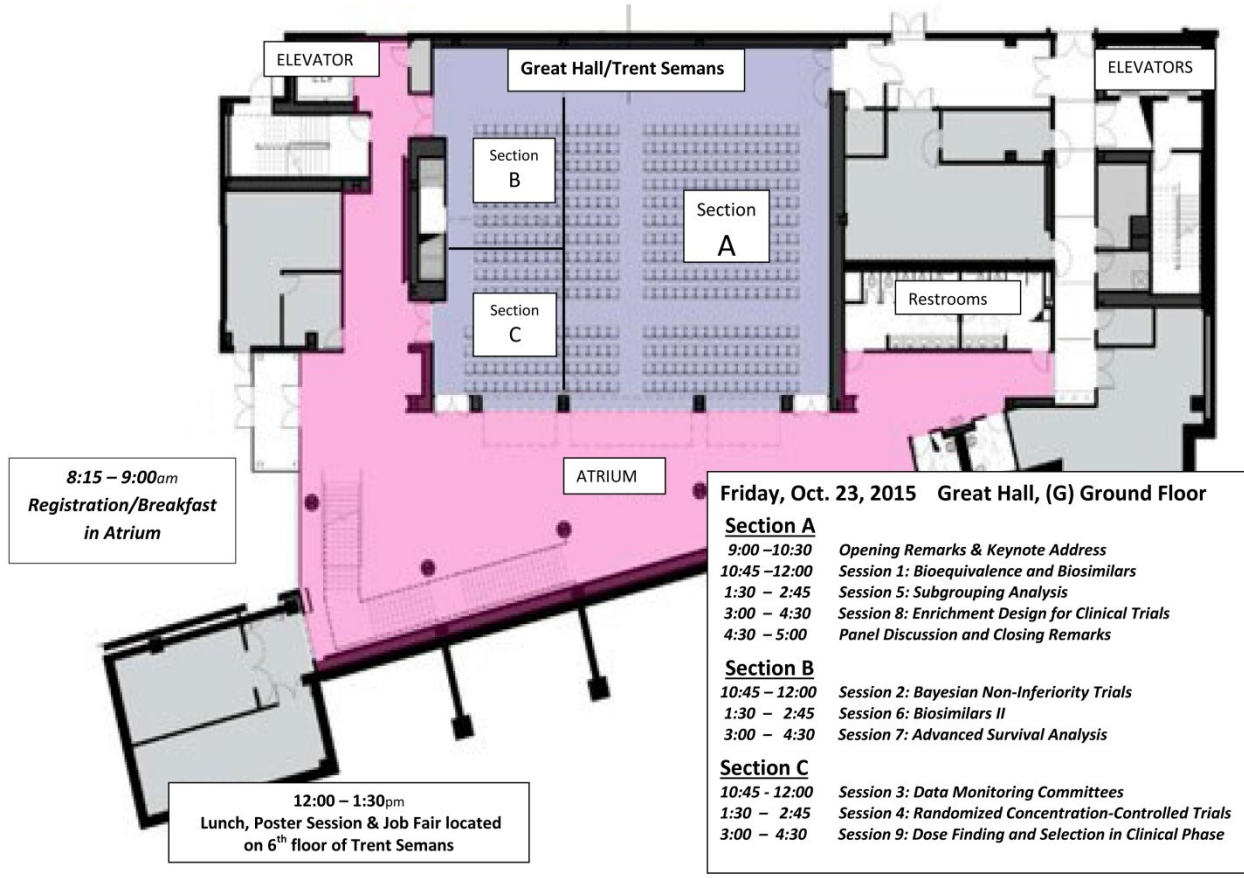 ELEVATOR
Great Hall/Trent Semans
ELEVATORS
Section
B
Section
A
Section
C
Restrooms
ATRIUM
8:15 – 9:00am
Registration/Breakfast
in Atrium
Friday, Oct. 23, 2015 Great Hall, (G) Ground Floor
Section A
9:00 –10:30 Opening Remarks & Keynote Address
10:45 –12:00 Session 1: Bioequivalence and Biosimilars
1:30 – 2:45 Session 5: Subgrouping Analysis
3:00 – 4:30 Session 8: Enrichment Design for Clinical Trials
4:30 – 5:00 Panel Discussion and Closing Remarks
Section B
10:45 – 12:00 Session 2: Bayesian Non-Inferiority Trials
1:30 – 2:45 Session 6: Biosimilars II
3:00 – 4:30 Session 7: Advanced Survival Analysis
Section C
10:45 - 12:00 Session 3: Data Monitoring Committees
1:30 – 2:45 Session 4: Randomized Concentration-Controlled Trials
3:00 – 4:30 Session 9: Dose Finding and Selection in Clinical Phase
12:00 – 1:30pm
Lunch, Poster Session & Job Fair located
on 6th floor of Trent Semans